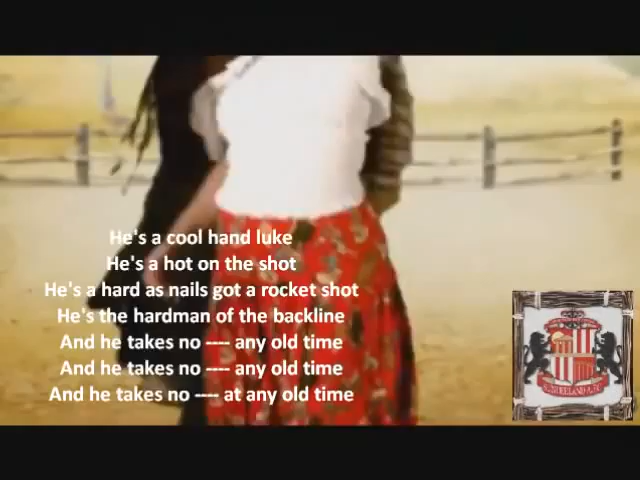 He's a cool hand luke
He's a hot on the shot
He's a hard as nails got a rocket shot
He's the hardman of the backline
And he takes no ---- any old time
And he takes no ---- any old time
And he takes no ---- at any old time
SUNDERLAND A.F.C